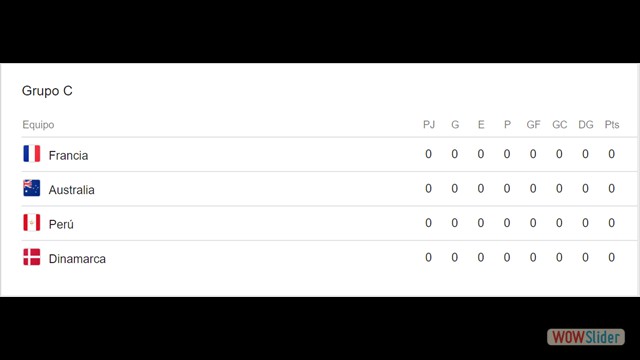 Grupo C
Equipo PJ G E P GF GC DG Pts
Francia 0 0 0 0 0 0 0 0
Australia 0 0 0 0 0 0 0 0
Perú 0 0 0 0 0 0 0 0
Dinamarca 0 0 0 0 0 0 0 0
WOWSlider